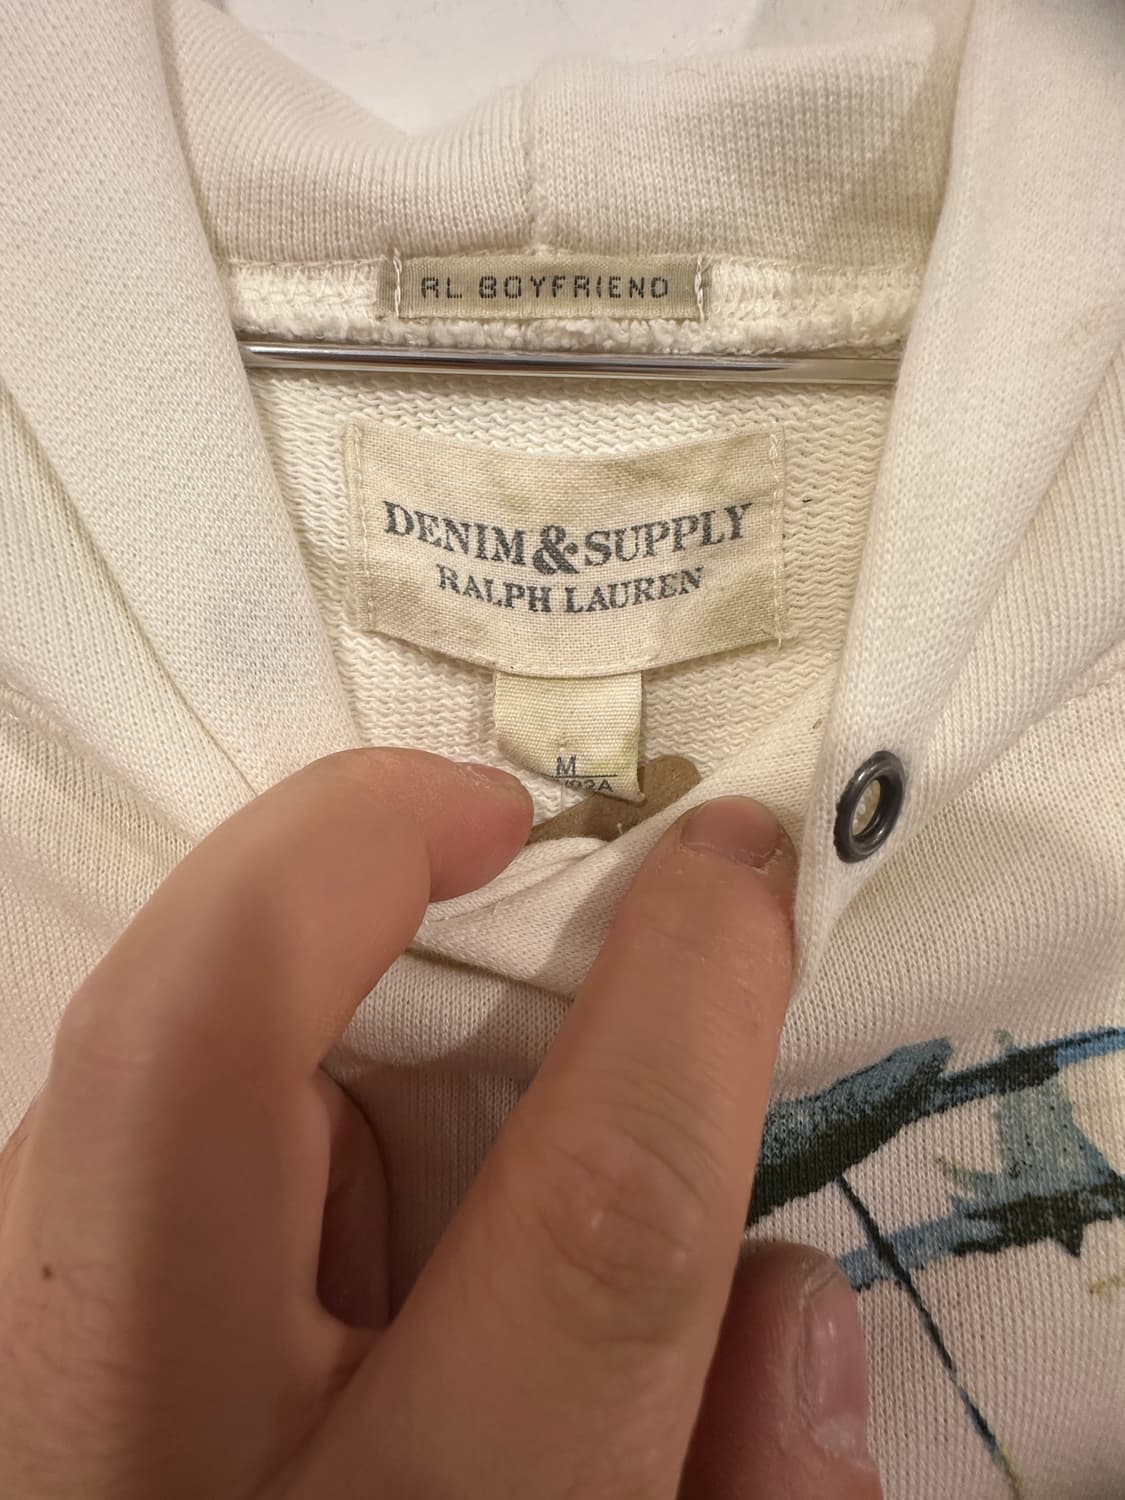 RL BOYFRIEND
DENIM & SUPPLY
RALPH LAUREN
M